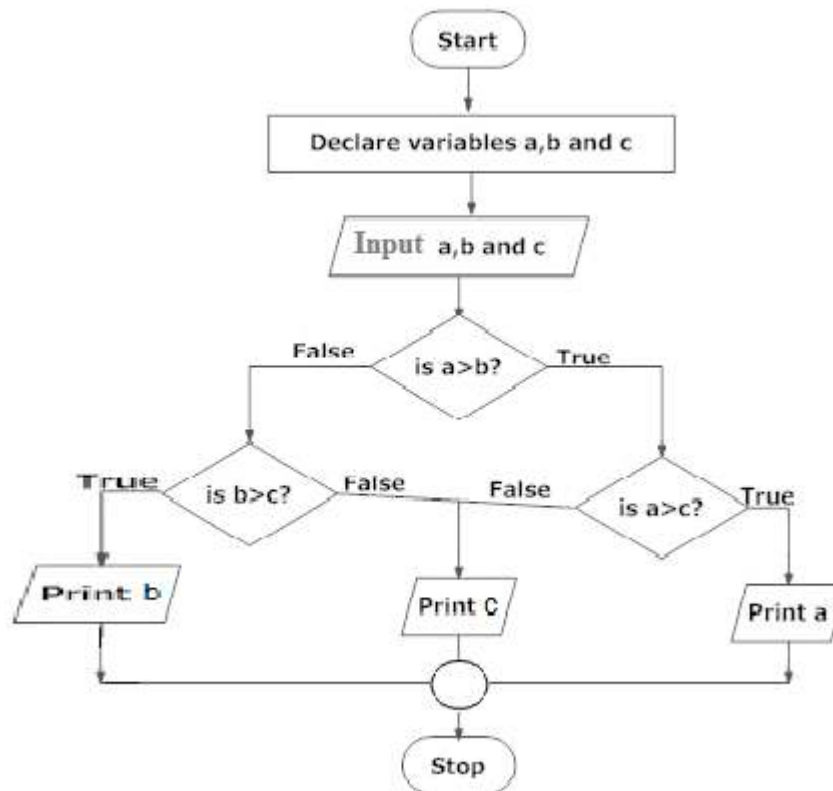 Start
Declare variables a,b and c
Input a,b and c
False
True
is a>b?
True
is b>c?
False
False
is a>c?
True
Print b
Print C
Print a
Stop